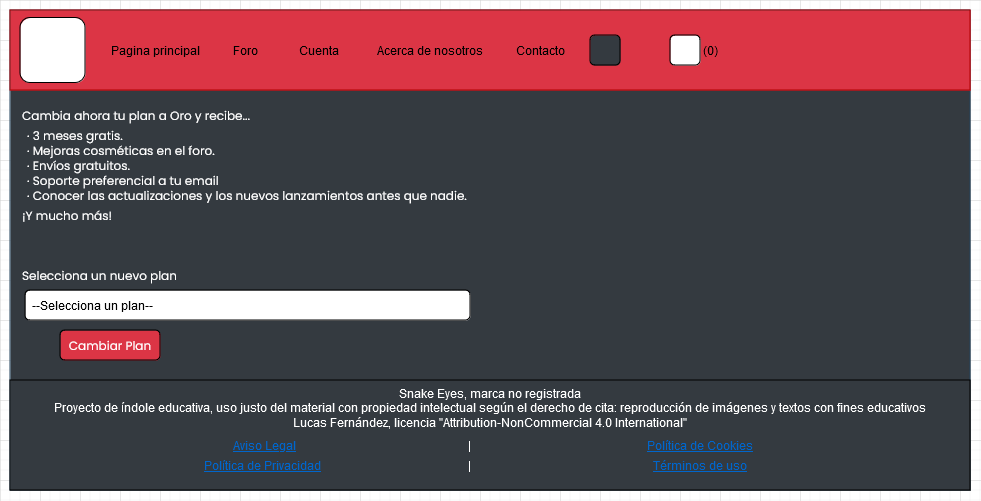 Pagina principal Foro Cuenta Acerca de nosotros Contacto (0)
Cambia ahora tu plan a Oro y recibe...
· 3 meses gratis.
· Mejoras cosméticas en el foro.
· Envíos gratuitos.
· Soporte preferencial a tu email
· Conocer las actualizaciones y los nuevos lanzamientos antes que nadie.
¡Y mucho más!
Selecciona un nuevo plan
--Selecciona un plan--
Cambiar Plan
Snake Eyes, marca no registrada
Proyecto de índole educativa, uso justo del material con propiedad intelectual según el derecho de cita: reproducción de imágenes y textos con fines educativos
Lucas Fernández, licencia "Attribution-NonCommercial 4.0 International"
Aviso Legal | Política de Cookies
Política de Privacidad | Términos de uso